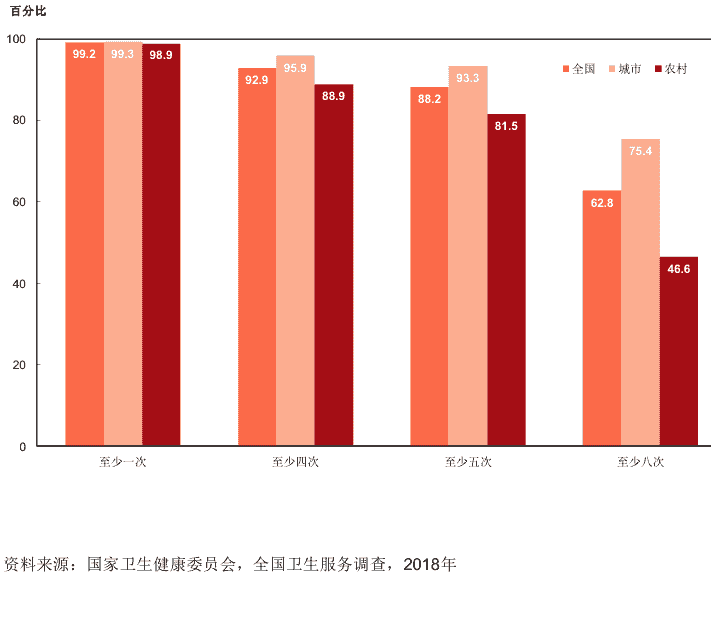 百分比
100
80
60
40
20
0
全国 城市 农村
99.2 99.3 98.9
92.9 95.9 88.9
88.2 93.3 81.5
62.8 75.4 46.6
至少一次 至少四次 至少五次 至少八次
资料来源：国家卫生健康委员会，全国卫生服务调查，2018年